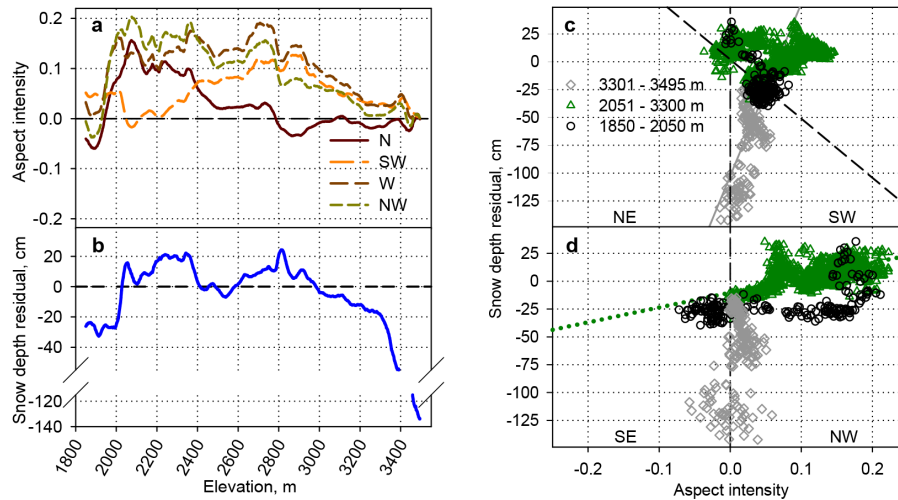 a
Aspect intensity
0.2
0.1
0.0
0.1
0.2
N
SW
W
NW
b
Snow depth residual, cm
20
0
-20
-40
-120
-140
1800
2000
2200
2400
2600
2800
3000
3200
3400
Elevation, m
c
Snow depth residual, cm
25
0
-25
-50
-75
-100
-125
3301 - 3495 m
2051 - 3300 m
1850 - 2050 m
NE
SW
d
25
0
-25
-50
-75
-100
-125
SE
NW
-0.2
-0.1
0.0
0.1
0.2
Aspect intensity